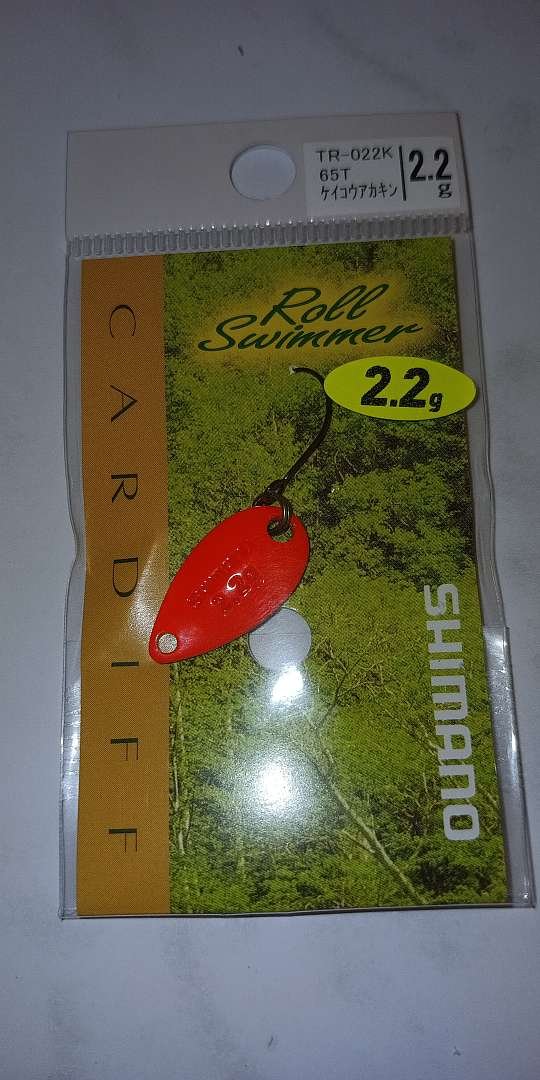 TR-022K
65T
ケイコウアカキン
2.2
g
Roll
Swimmer
2.2g
CARDIFF
SHIMANO